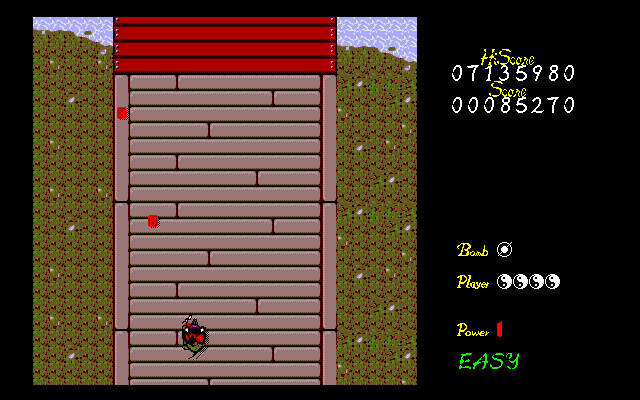 HiScore
07135980
Score
00085270
Bomb
Player
Power
EASY